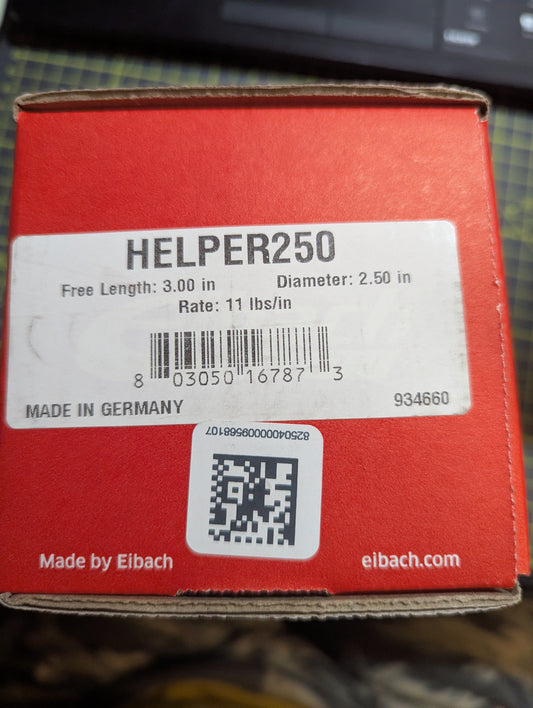 HELPER250
Free Length: 3.00 in Diameter: 2.50 in
Rate: 11 lbs/in
8 03050 16787 3
MADE IN GERMANY 934660
8250400000009568107
Made by Eibach eibach.com